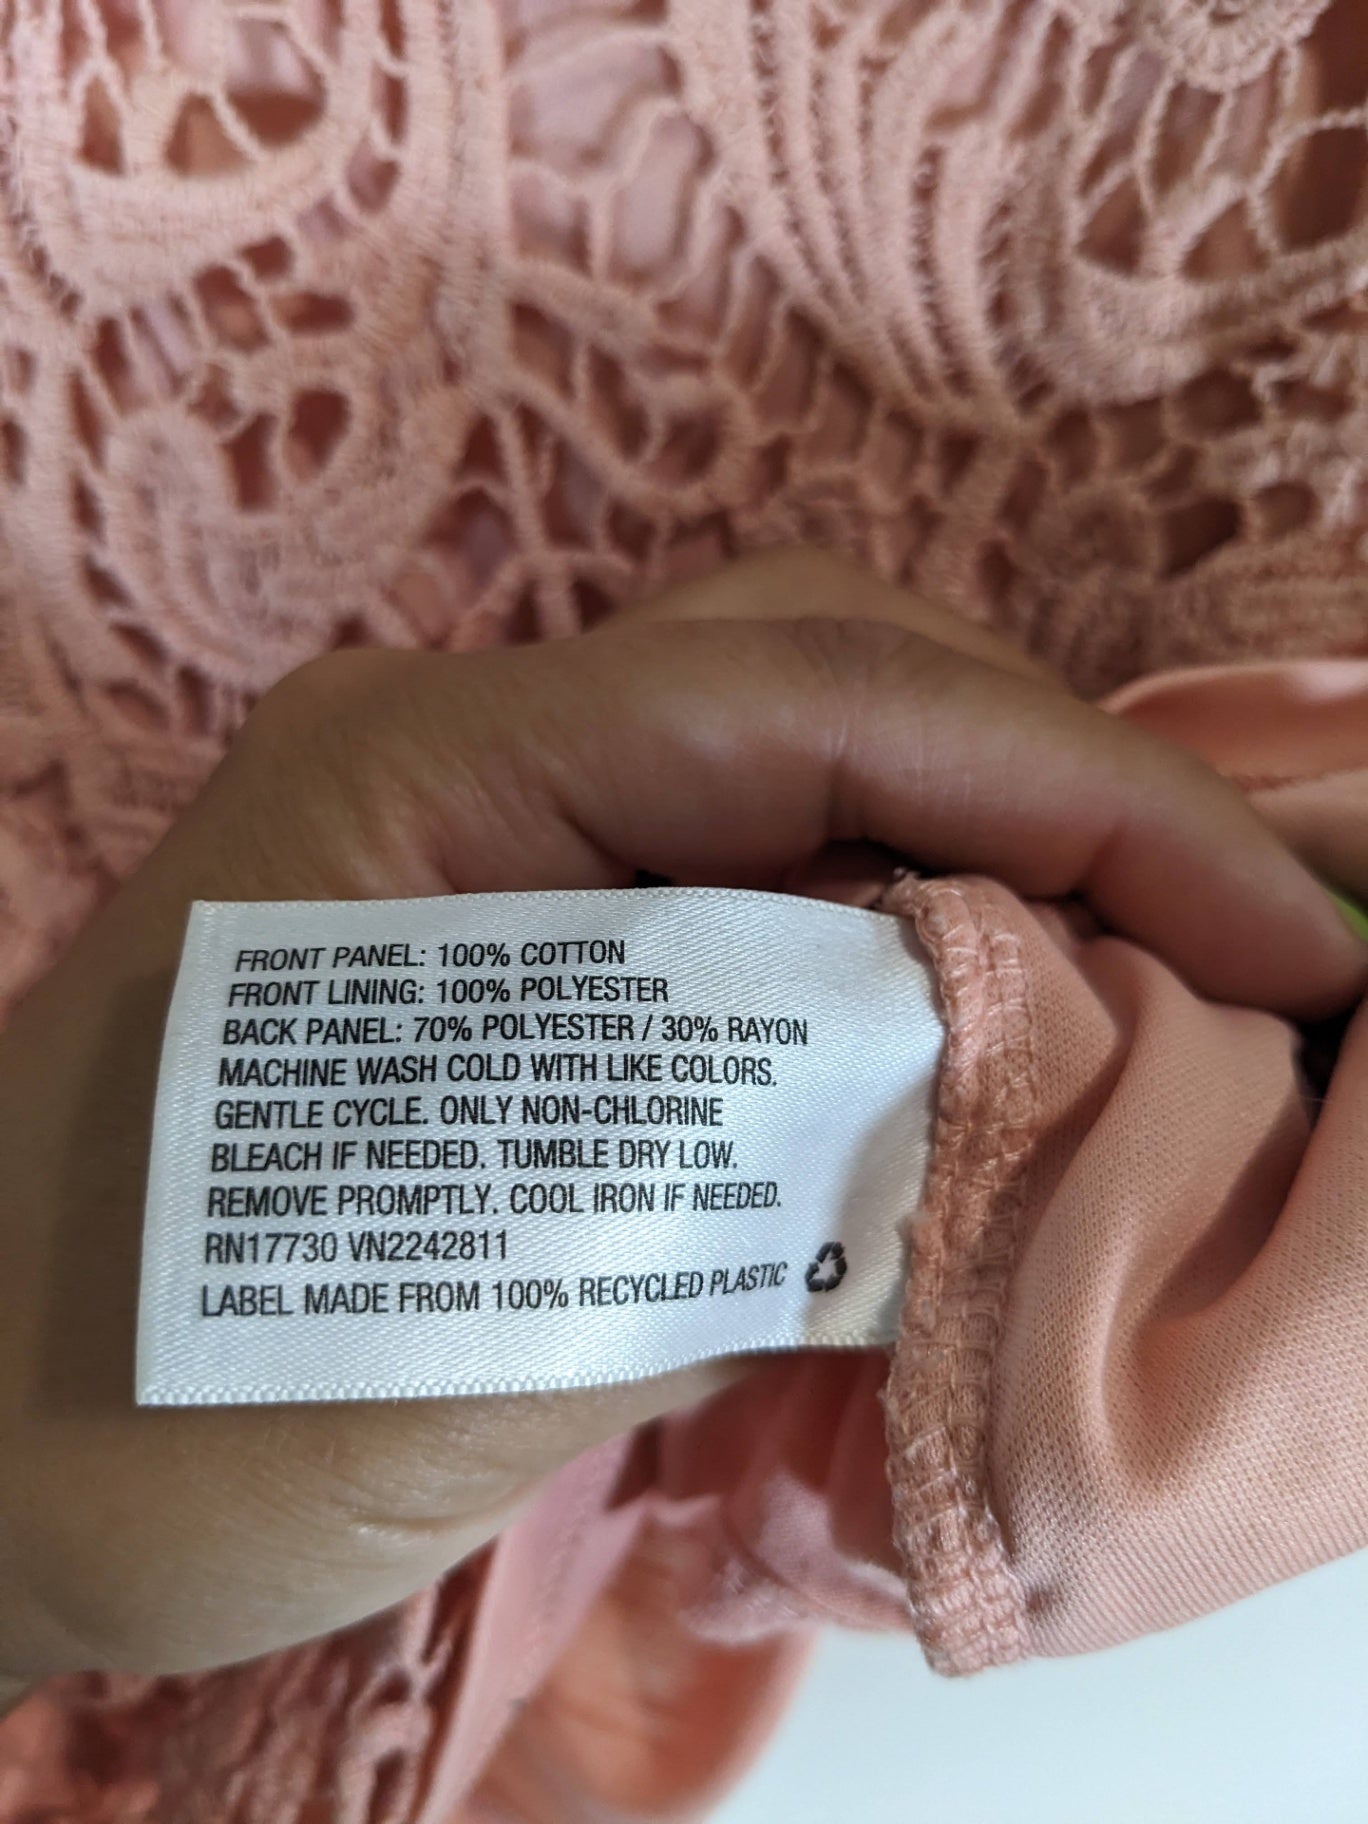 FRONT PANEL: 100% COTTON
FRONT LINING: 100% POLYESTER
BACK PANEL: 70% POLYESTER / 30% RAYON
MACHINE WASH COLD WITH LIKE COLORS.
GENTLE CYCLE. ONLY NON-CHLORINE
BLEACH IF NEEDED. TUMBLE DRY LOW.
REMOVE PROMPTLY. COOL IRON IF NEEDED.
RN17730 VN2242811
LABEL MADE FROM 100% RECYCLED PLASTIC